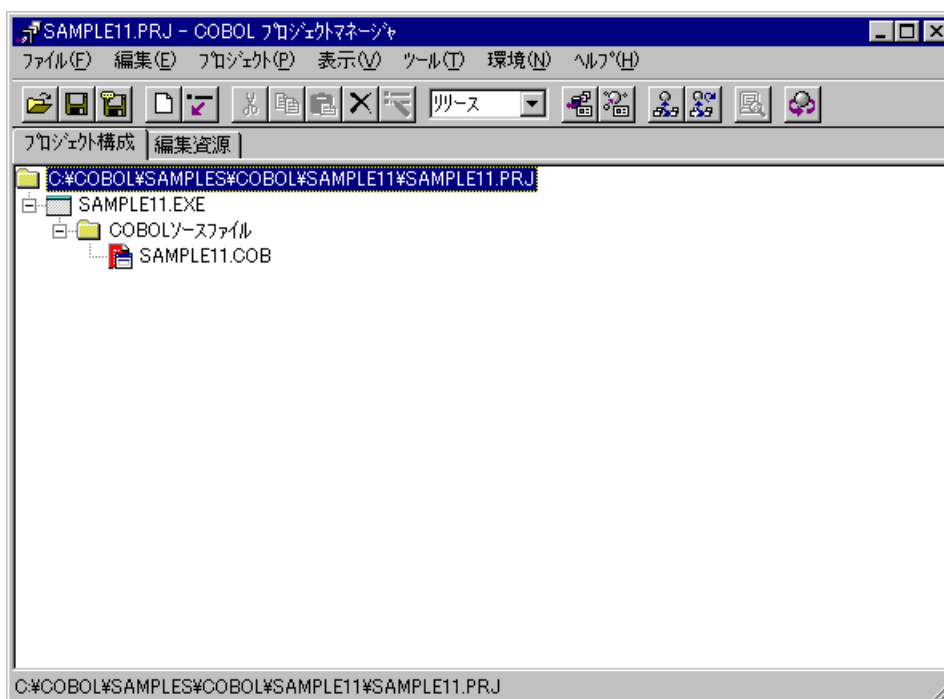 SAMPLE11.PRJ - COBOL プロジェクトマネージャ
ファイル(F) 編集(E) プロジェクト(P) 表示(V) ツール(T) 環境(N) ヘルプ(H)
リリース
プロジェクト構成 編集資源
C:¥COBOL¥SAMPLES¥COBOL¥SAMPLE11¥SAMPLE11.PRJ
SAMPLE11.EXE
COBOLソースファイル
SAMPLE11.COB
C:¥COBOL¥SAMPLES¥COBOL¥SAMPLE11¥SAMPLE11.PRJ